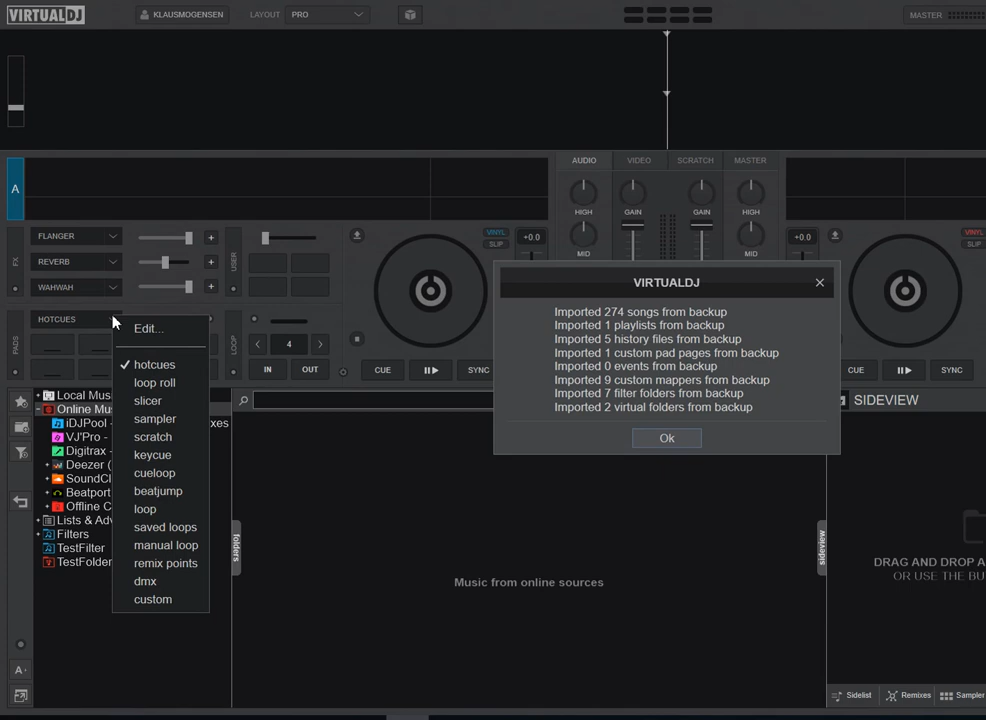 VIRTUALDJ
KLAUSMOGENSEN
LAYOUT
PRO
MASTER
A
AUDIO
VIDEO
SCRATCH
MASTER
HIGH
GAIN
GAIN
HIGH
MID
MID
FX
FLANGER
REVERB
WAHWAH
USER
VINYL
SLIP
+0.0
+0.0
VINYL
SLIP
PADS
HOTCUES
LOOP
4
IN
OUT
CUE
SYNC
CUE
SYNC
Edit...
hotcues
loop roll
slicer
sampler
scratch
keycue
cueloop
beatjump
loop
saved loops
manual loop
remix points
dmx
custom
VIRTUALDJ
Imported 274 songs from backup
Imported 1 playlists from backup
Imported 5 history files from backup
Imported 1 custom pad pages from backup
Imported 0 events from backup
Imported 9 custom mappers from backup
Imported 7 filter folders from backup
Imported 2 virtual folders from backup
Ok
Local Mus
Online Mus
iDJPool - xes
VJ'Pro -
Digitrax -
Deezer (
SoundCl
Beatport
Offline C
Lists & Adv
Filters
TestFilter
TestFolder
folders
Music from online sources
sideview
SIDEVIEW
DRAG AND DROP A
OR USE THE BU
Sidelist
Remixes
Sampler
A